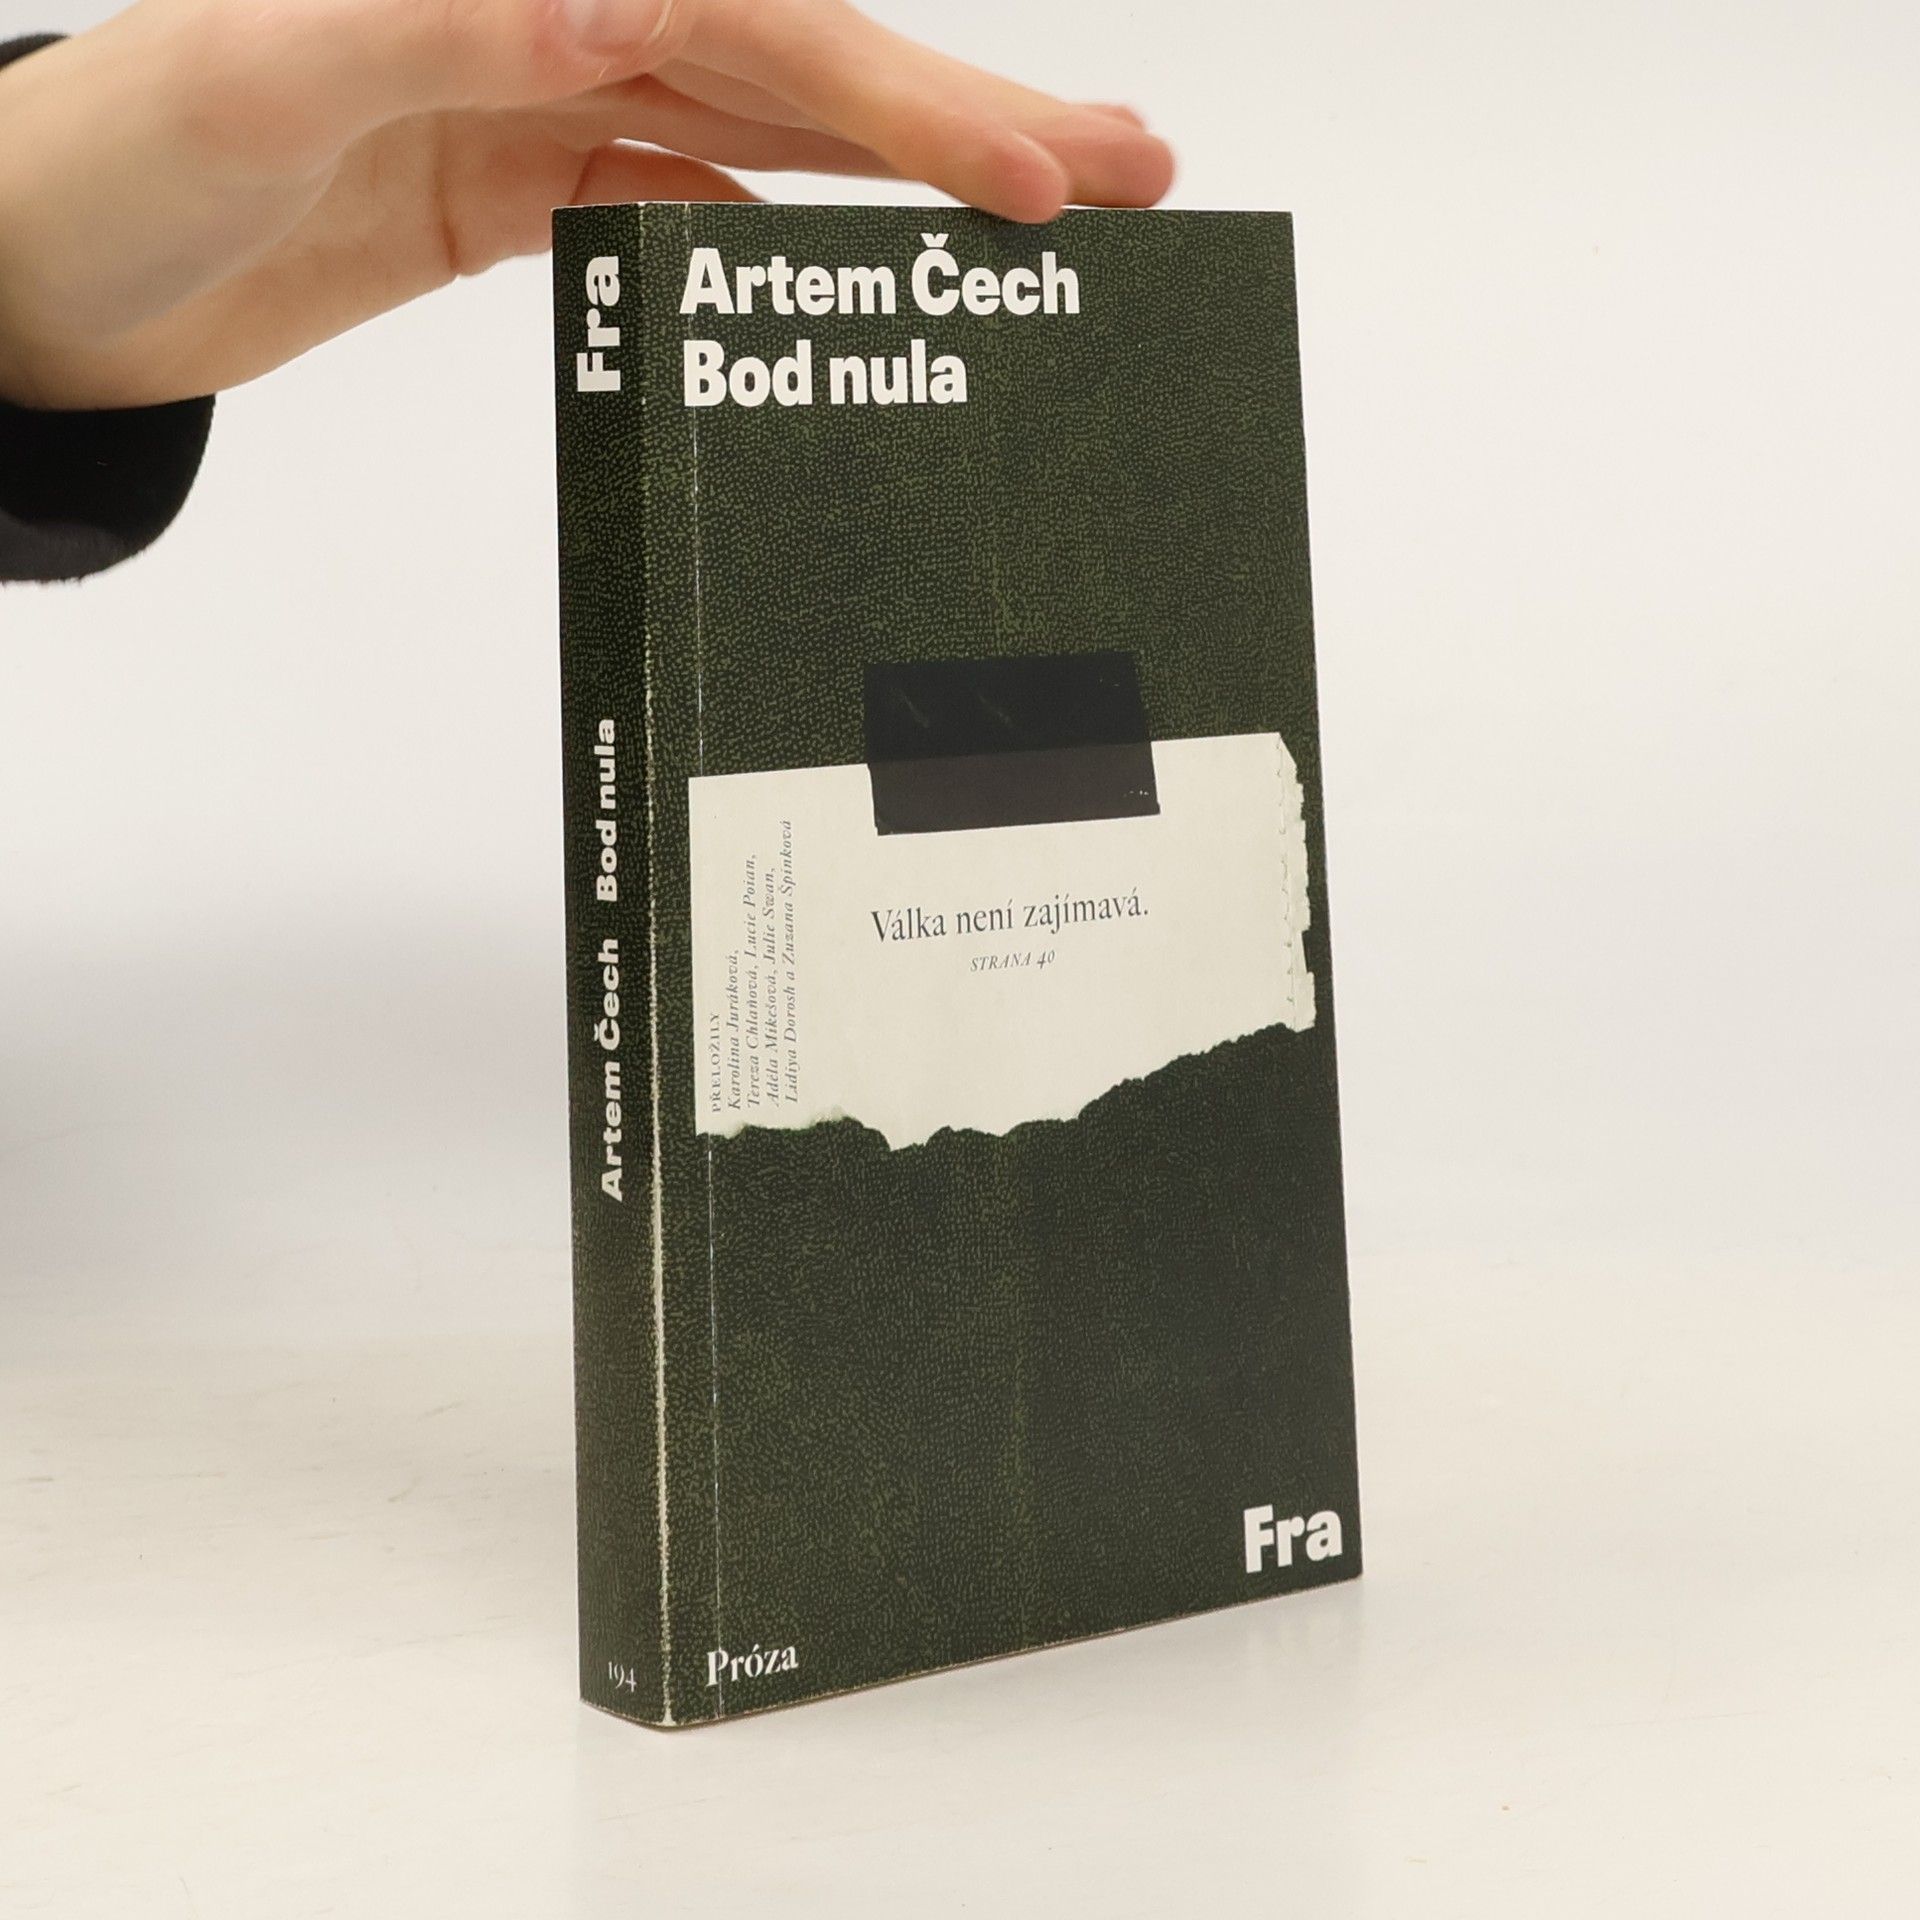 Artem Čech
Bod nula
Válka není zajímavá.
STRANA 40
PŘELOŽILY
Karolina Juráková,
Tereza Chlaňová, Lucie Poian,
Adéla Mikešová, Julie Swan,
Lidiya Dorosh a Zuzana Špinková
Próza
Fra
Fra
Artem Čech Bod nula
194